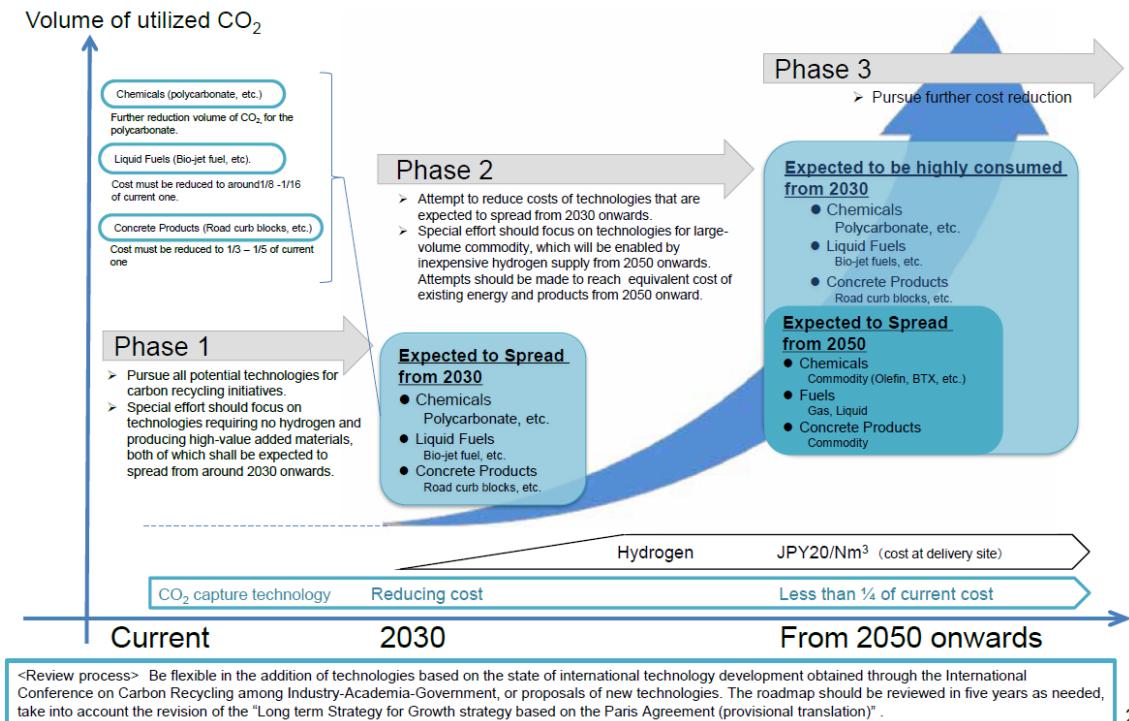 Volume of utilized CO₂
Chemicals (polycarbonate, etc.)
Further reduction volume of CO₂, for the
polycarbonate.
Liquid Fuels (Bio-jet fuel, etc).
Cost must be reduced to around1/8 -1/16
of current one.
Concrete Products (Road curb blocks, etc.)
Cost must be reduced to 1/3 – 1/5 of current
one
Phase 1
➢ Pursue all potential technologies for
carbon recycling initiatives.
➢ Special effort should focus on
technologies requiring no hydrogen and
producing high-value added materials,
both of which shall be expected to
spread from around 2030 onwards.
Phase 2
➢ Attempt to reduce costs of technologies that are
expected to spread from 2030 onwards.
➢ Special effort should focus on technologies for large-
volume commodity, which will be enabled by
inexpensive hydrogen supply from 2050 onwards.
Attempts should be made to reach equivalent cost of
existing energy and products from 2050 onward.
Expected to Spread
from 2030
● Chemicals
Polycarbonate, etc.
● Liquid Fuels
Bio-jet fuel, etc.
● Concrete Products
Road curb blocks, etc.
Phase 3
➢ Pursue further cost reduction
Expected to be highly consumed
from 2030
● Chemicals
Polycarbonate, etc.
● Liquid Fuels
Bio-jet fuels, etc.
● Concrete Products
Road curb blocks, etc.
Expected to Spread
from 2050
● Chemicals
Commodity (Olefin, BTX, etc.)
● Fuels
Gas, Liquid
● Concrete Products
Commodity
Hydrogen JPY20/Nm³ (cost at delivery site)
CO₂ capture technology Reducing cost Less than ¼ of current cost
Current 2030 From 2050 onwards
<Review process> Be flexible in the addition of technologies based on the state of international technology development obtained through the International
Conference on Carbon Recycling among Industry-Academia-Government, or proposals of new technologies. The roadmap should be reviewed in five years as needed,
take into account the revision of the “Long term Strategy for Growth strategy based on the Paris Agreement (provisional translation)” .